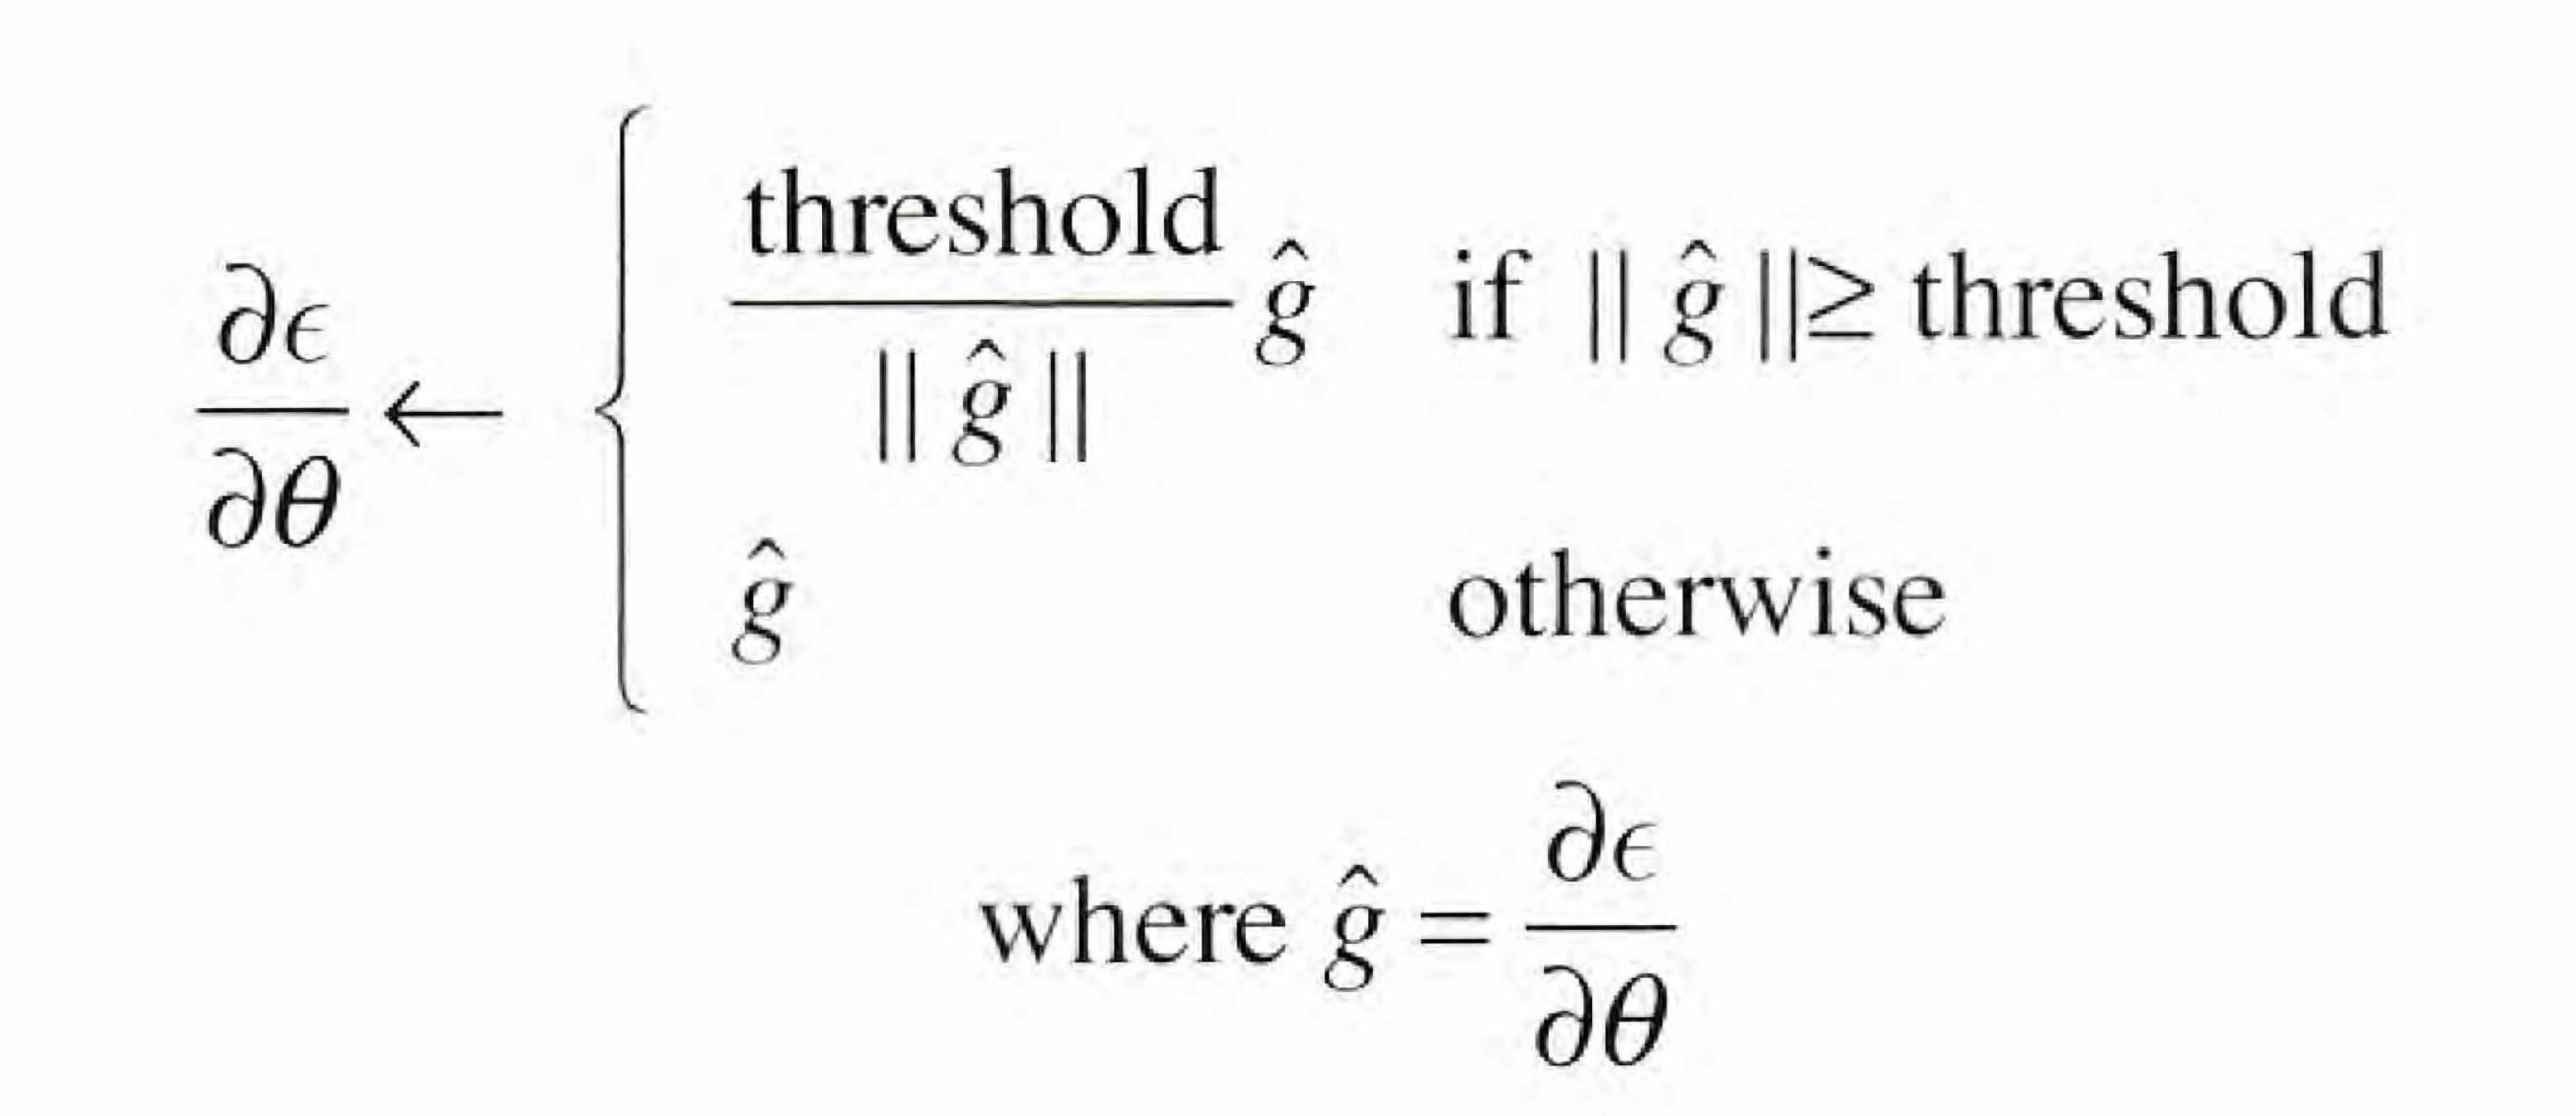 ∂ϵ/∂θ ← { threshold/|| ĝ || ĝ if || ĝ ||≥ threshold
ĝ otherwise
where ĝ = ∂ϵ/∂θ